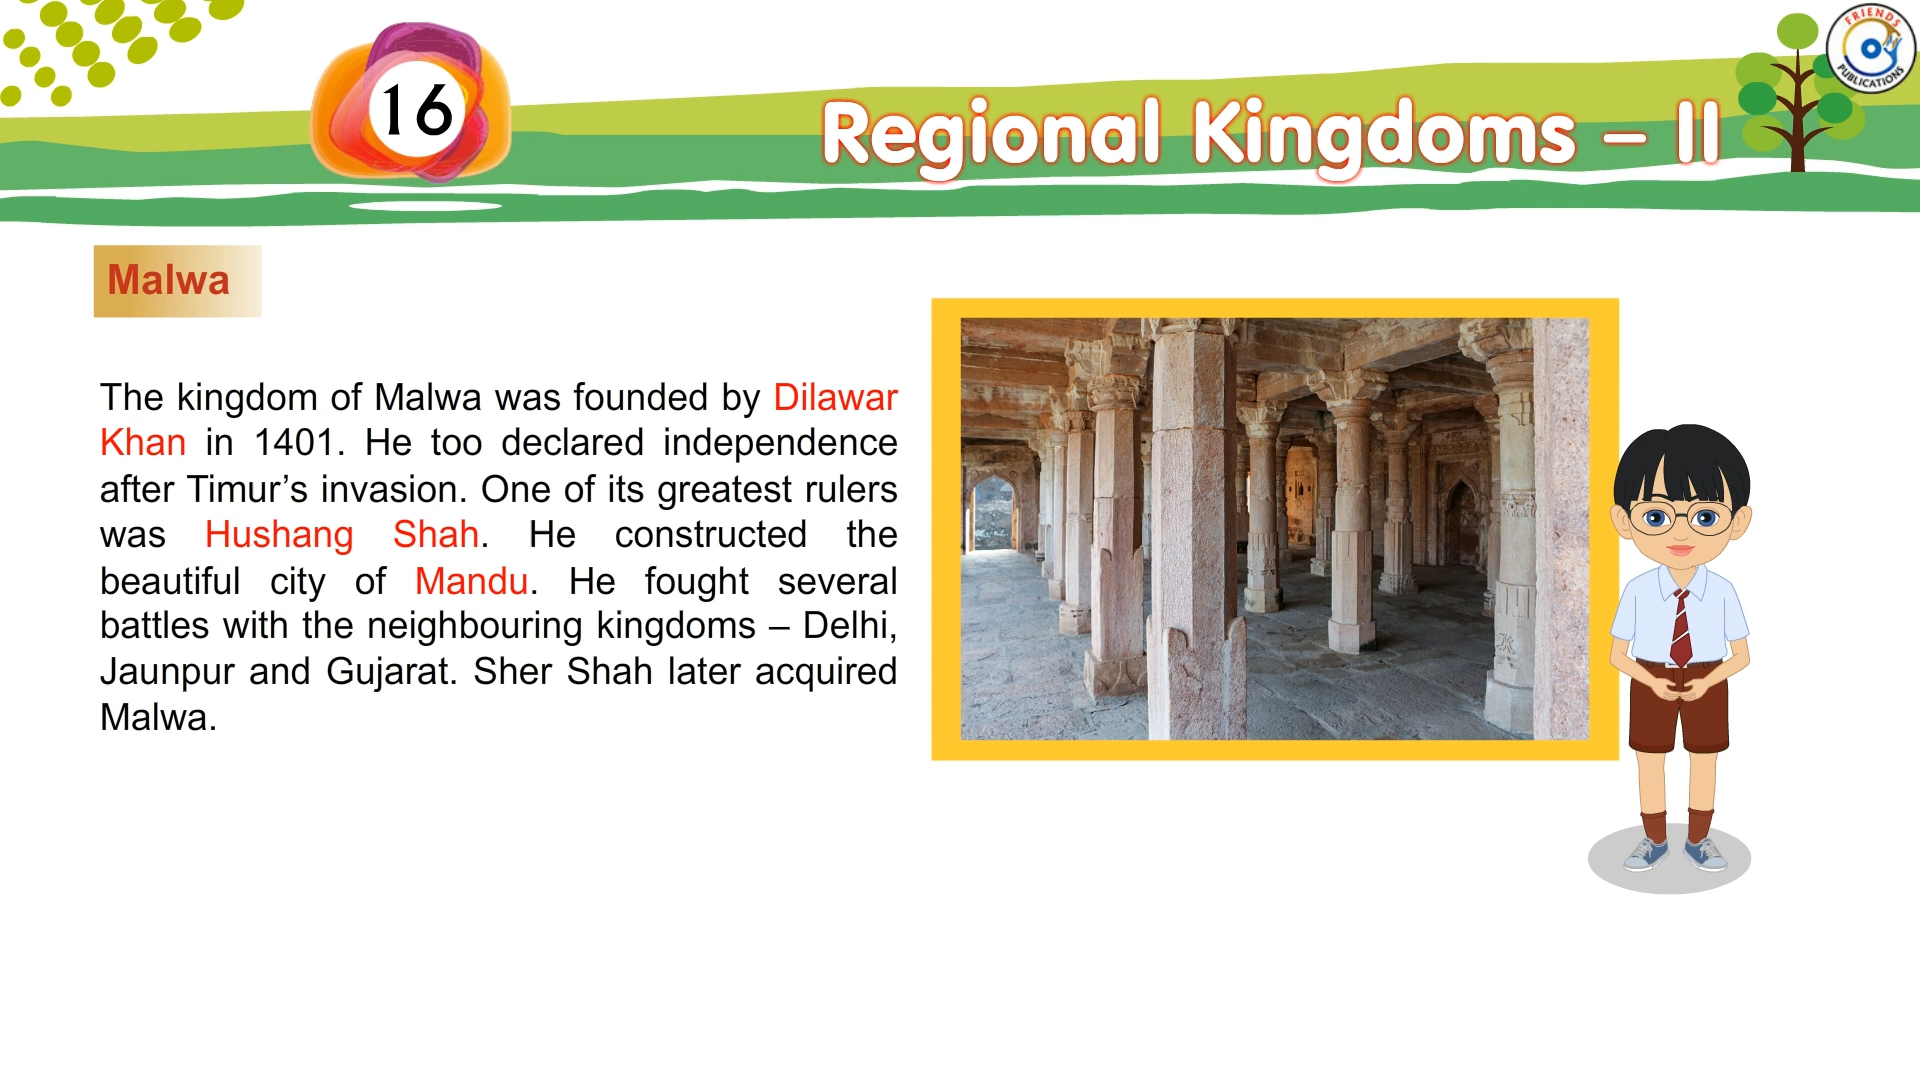 16
Regional Kingdoms – II
FRIENDS
PUBLICATIONS
Malwa
The kingdom of Malwa was founded by Dilawar
Khan in 1401. He too declared independence
after Timur’s invasion. One of its greatest rulers
was Hushang Shah. He constructed the
beautiful city of Mandu. He fought several
battles with the neighbouring kingdoms – Delhi,
Jaunpur and Gujarat. Sher Shah later acquired
Malwa.